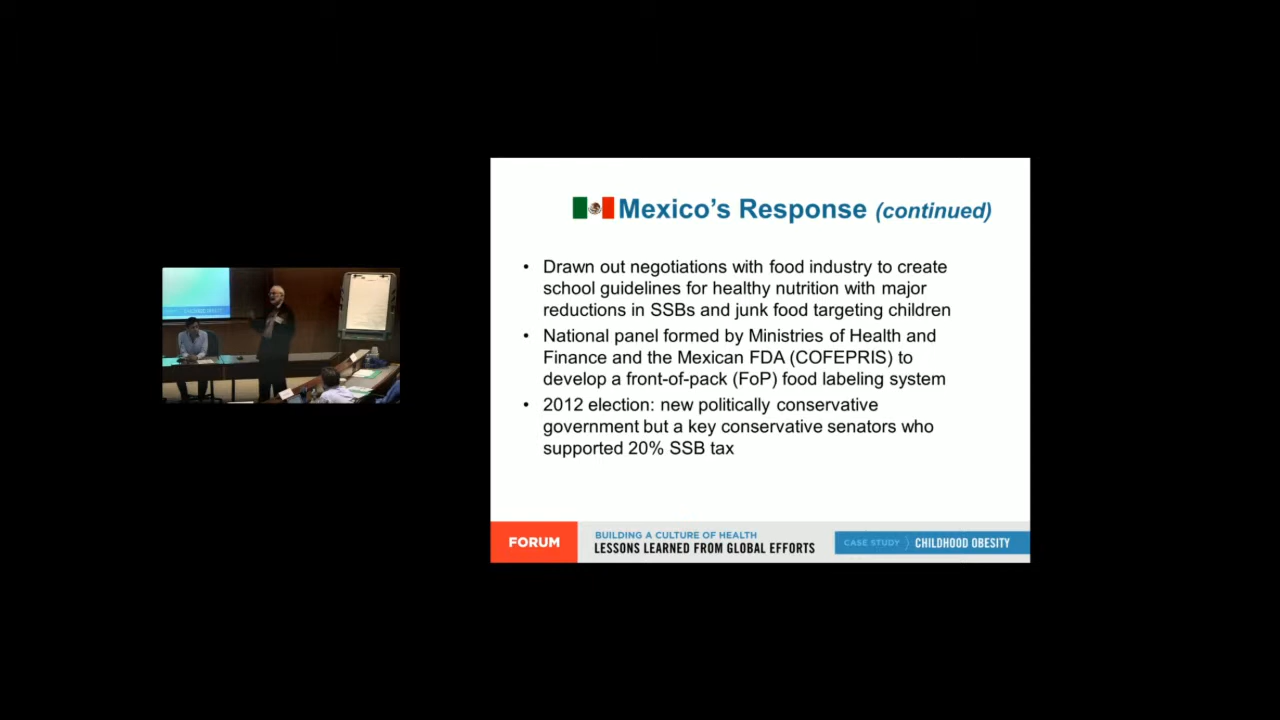 Mexico's Response (continued)
• Drawn out negotiations with food industry to create
school guidelines for healthy nutrition with major
reductions in SSBs and junk food targeting children
• National panel formed by Ministries of Health and
Finance and the Mexican FDA (COFEPRIS) to
develop a front-of-pack (FoP) food labeling system
• 2012 election: new politically conservative
government but a key conservative senators who
supported 20% SSB tax
FORUM
BUILDING A CULTURE OF HEALTH
LESSONS LEARNED FROM GLOBAL EFFORTS
CASE STUDY 〉 CHILDHOOD OBESITY